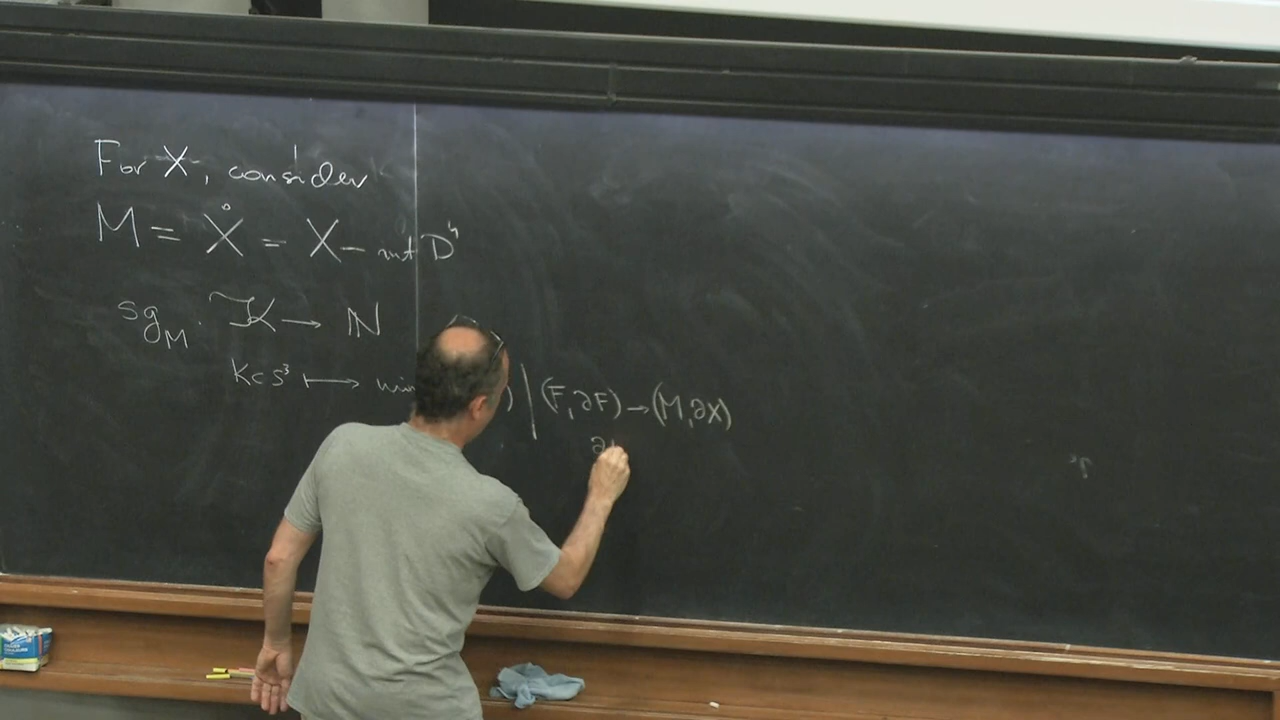 For X, consider
M = X̊ = X - int D⁴
sg_M : 𝒦 → ℕ
K⊂S³ ⟼ min ) | (F,∂F) → (M,∂X)
∂